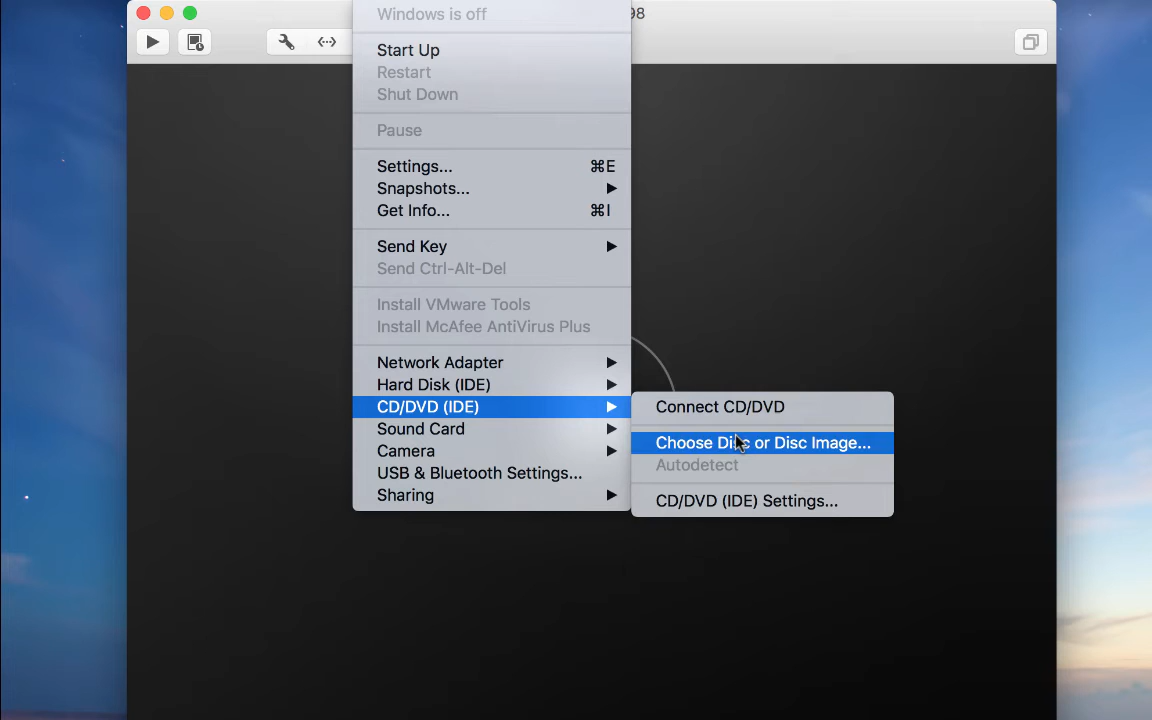 98
Windows is off
Start Up
Restart
Shut Down
Pause
Settings... ⌘E
Snapshots...
Get Info... ⌘I
Send Key
Send Ctrl-Alt-Del
Install VMware Tools
Install McAfee AntiVirus Plus
Network Adapter
Hard Disk (IDE)
CD/DVD (IDE)
Sound Card
Camera
USB & Bluetooth Settings...
Sharing
Connect CD/DVD
Choose Disc or Disc Image...
Autodetect
CD/DVD (IDE) Settings...